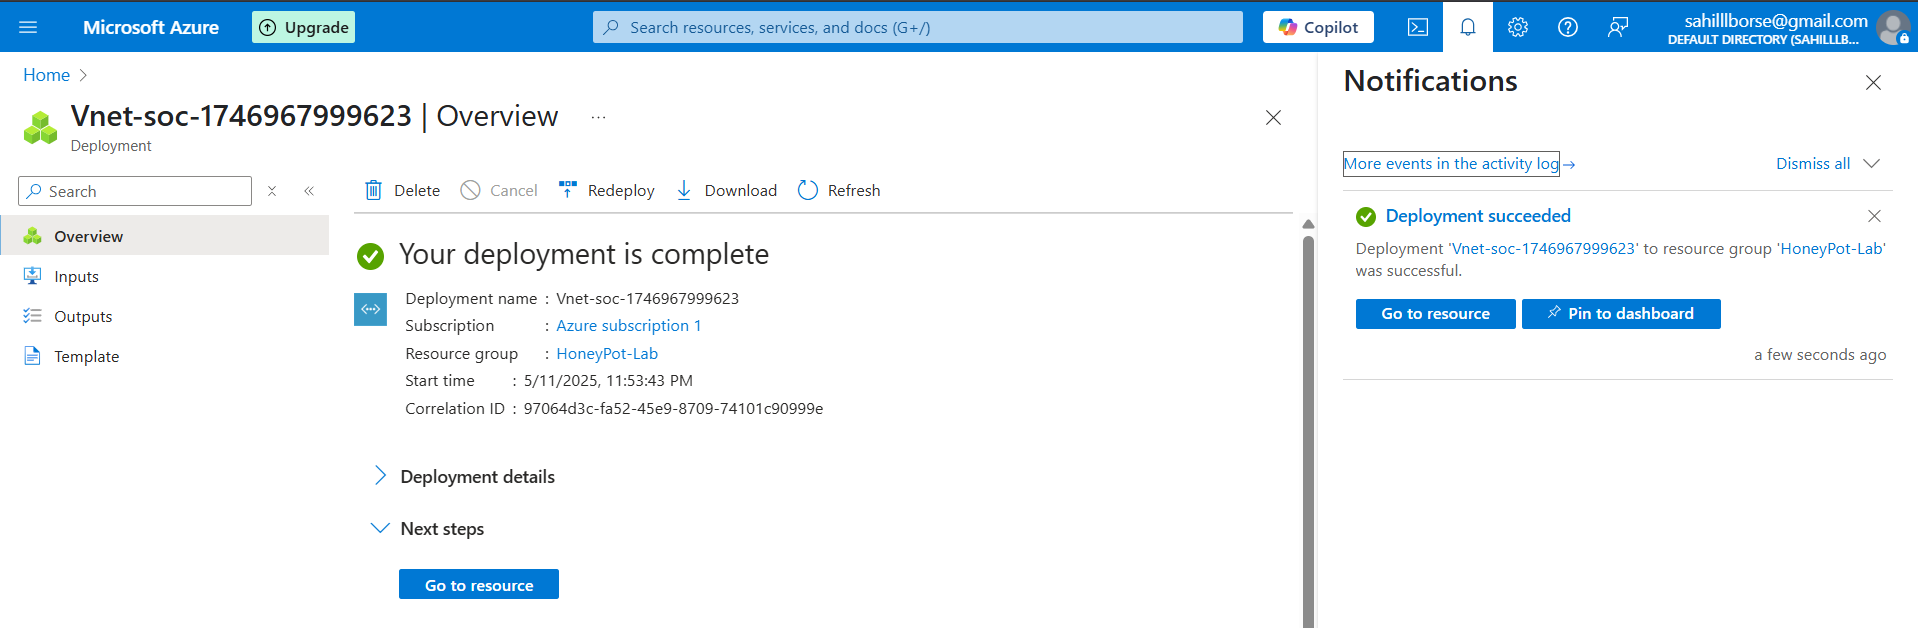 Microsoft Azure
Upgrade
Search resources, services, and docs (G+/)
Copilot
sahilllborse@gmail.com
DEFAULT DIRECTORY (SAHILLLB...
Home
Vnet-soc-1746967999623 | Overview
...
Deployment
Search
Overview
Inputs
Outputs
Template
Delete
Cancel
Redeploy
Download
Refresh
Your deployment is complete
Deployment name : Vnet-soc-1746967999623
Subscription : Azure subscription 1
Resource group : HoneyPot-Lab
Start time : 5/11/2025, 11:53:43 PM
Correlation ID : 97064d3c-fa52-45e9-8709-74101c90999e
Deployment details
Next steps
Go to resource
Notifications
More events in the activity log →
Dismiss all
Deployment succeeded
Deployment 'Vnet-soc-1746967999623' to resource group 'HoneyPot-Lab'
was successful.
Go to resource
Pin to dashboard
a few seconds ago